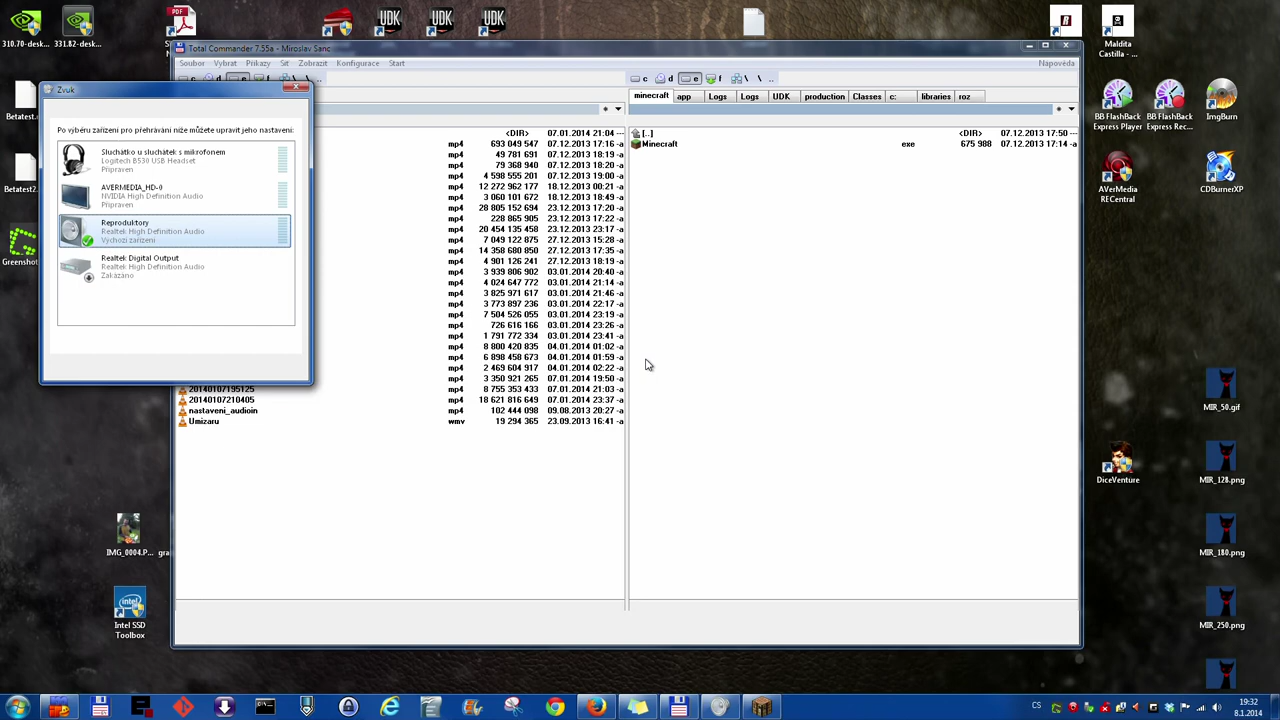 310.70-desk...
331.82-desk...
Maldita
Castilla - ...
Total Commander 7.55a - Miroslav Sanc
Soubor Vybrat Příkazy Síť Zobrazit Konfigurace Start
Nápověda
c d e f \ ..
c d e f \ ..
minecraft app Logs Logs UDK production Classes c: libraries roz
Zvuk
Po výběru zařízení pro přehrávání níže můžete upravit jeho nastavení:
Sluchátko u sluchátek s mikrofonem
Logitech B530 USB Headset
Připraven
AVERMEDIA_HD-0
NVIDIA High Definition Audio
Připraven
Reproduktory
Realtek High Definition Audio
Výchozí zařízení
Realtek Digital Output
Realtek High Definition Audio
Zakázáno
<DIR> 07.01.2014 21:04 ---
mp4 693 049 547 07.12.2013 17:16 -a
mp4 49 781 691 07.12.2013 18:19 -a
mp4 79 368 940 07.12.2013 18:20 -a
mp4 4 598 555 201 07.12.2013 19:00 -a
mp4 12 272 962 177 18.12.2013 00:21 -a
mp4 3 060 101 672 18.12.2013 18:49 -a
mp4 28 805 152 694 23.12.2013 17:20 -a
mp4 228 865 905 23.12.2013 17:22 -a
mp4 20 454 135 458 23.12.2013 19:45 -a
mp4 7 049 122 875 27.12.2013 15:28 -a
mp4 14 358 680 850 27.12.2013 17:35 -a
mp4 4 901 126 241 27.12.2013 18:19 -a
mp4 3 939 806 902 03.01.2014 20:40 -a
mp4 4 024 647 772 03.01.2014 21:14 -a
mp4 3 825 971 617 03.01.2014 21:46 -a
mp4 3 773 897 236 03.01.2014 22:17 -a
mp4 7 504 526 055 03.01.2014 23:19 -a
mp4 726 616 166 03.01.2014 23:26 -a
mp4 1 791 772 334 03.01.2014 23:41 -a
mp4 8 800 420 835 04.01.2014 01:02 -a
mp4 6 898 458 673 04.01.2014 01:59 -a
mp4 2 469 604 917 04.01.2014 02:22 -a
mp4 3 350 921 265 07.01.2014 19:50 -a
20140107195125 mp4 8 755 353 433 07.01.2014 21:03 -a
20140107210405 mp4 18 621 816 649 07.01.2014 23:37 -a
nastaveni_audioin mp4 102 444 098 09.08.2013 20:27 -a
Umizaru wmv 19 294 365 23.09.2013 16:41 -a
[..] <DIR> 07.12.2013 17:50 ---
Minecraft exe 675 988 07.12.2013 17:14 -a
Betatest...
Betatest2...
Greenshot
IMG_0004.P...
gra
Intel SSD
Toolbox
BB FlashBack
Express Player
BB FlashBack
Express Rec...
ImgBurn
AVerMedia
RECentral
CDBurnerXP
MIR_50.gif
DiceVenture
MIR_128.png
MIR_180.png
MIR_250.png
CS
19:32
8.1.2014